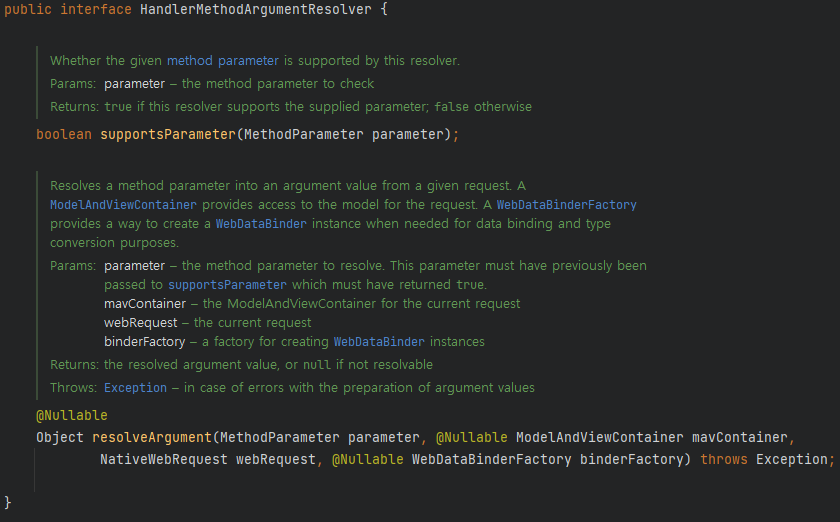 public interface HandlerMethodArgumentResolver {
Whether the given method parameter is supported by this resolver.
Params: parameter – the method parameter to check
Returns: true if this resolver supports the supplied parameter; false otherwise
boolean supportsParameter(MethodParameter parameter);
Resolves a method parameter into an argument value from a given request. A
ModelAndViewContainer provides access to the model for the request. A WebDataBinderFactory
provides a way to create a WebDataBinder instance when needed for data binding and type
conversion purposes.
Params: parameter – the method parameter to resolve. This parameter must have previously been
passed to supportsParameter which must have returned true.
mavContainer – the ModelAndViewContainer for the current request
webRequest – the current request
binderFactory – a factory for creating WebDataBinder instances
Returns: the resolved argument value, or null if not resolvable
Throws: Exception – in case of errors with the preparation of argument values
@Nullable
Object resolveArgument(MethodParameter parameter, @Nullable ModelAndViewContainer mavContainer,
NativeWebRequest webRequest, @Nullable WebDataBinderFactory binderFactory) throws Exception;
}